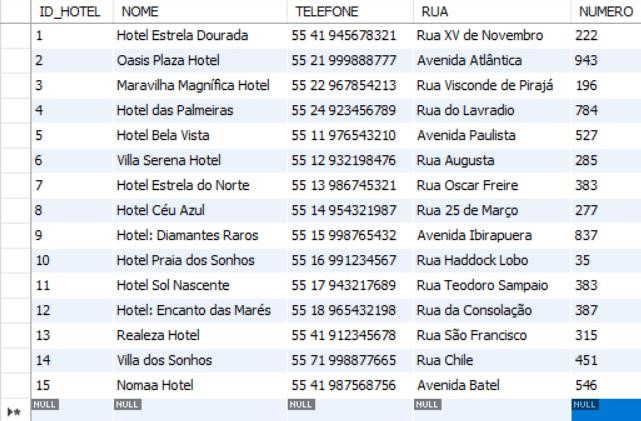 ID_HOTEL NOME TELEFONE RUA NUMERO
1 Hotel Estrela Dourada 55 41 945678321 Rua XV de Novembro 222
2 Oasis Plaza Hotel 55 21 999888777 Avenida Atlântica 943
3 Maravilha Magnífica Hotel 55 22 967854213 Rua Visconde de Pirajá 196
4 Hotel das Palmeiras 55 24 923456789 Rua do Lavradio 784
5 Hotel Bela Vista 55 11 976543210 Avenida Paulista 527
6 Villa Serena Hotel 55 12 932198476 Rua Augusta 285
7 Hotel Estrela do Norte 55 13 986745321 Rua Oscar Freire 383
8 Hotel Céu Azul 55 14 954321987 Rua 25 de Março 277
9 Hotel: Diamantes Raros 55 15 998765432 Avenida Ibirapuera 837
10 Hotel Praia dos Sonhos 55 16 991234567 Rua Haddock Lobo 35
11 Hotel Sol Nascente 55 17 943217689 Rua Teodoro Sampaio 383
12 Hotel: Encanto das Marés 55 18 965432198 Rua da Consolação 387
13 Realeza Hotel 55 41 912345678 Rua São Francisco 315
14 Villa dos Sonhos 55 71 998877665 Rua Chile 451
15 Nomaa Hotel 55 41 987568756 Avenida Batel 546
NULL NULL NULL NULL NULL